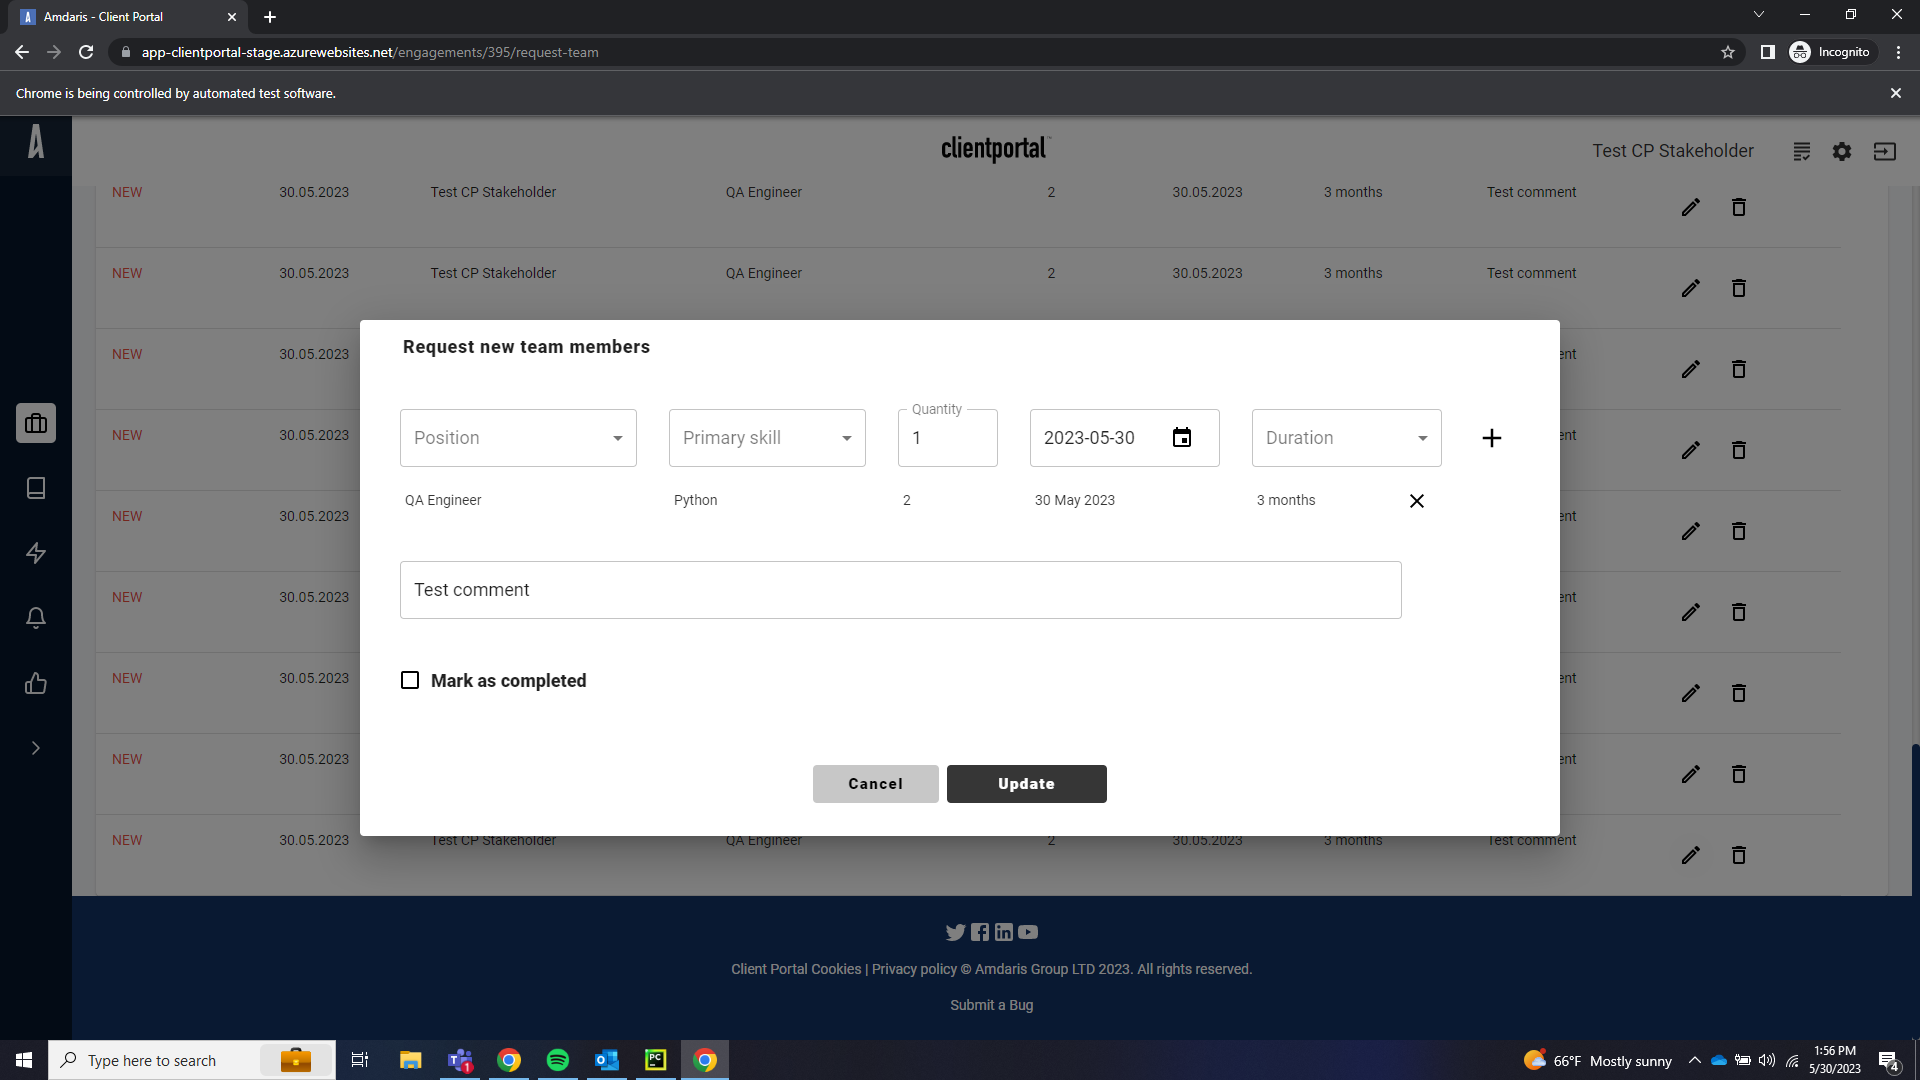 Amdaris - Client Portal
app-clientportal-stage.azurewebsites.net/engagements/395/request-team
Incognito
Chrome is being controlled by automated test software.
clientportal
Test CP Stakeholder
NEW 30.05.2023 Test CP Stakeholder QA Engineer 2 30.05.2023 3 months Test comment
NEW 30.05.2023 Test CP Stakeholder QA Engineer 2 30.05.2023 3 months Test comment
Request new team members
NEW 30.05.2023 ent
Quantity
Position Primary skill 1 2023-05-30 Duration
NEW 30.05.2023 ent
QA Engineer Python 2 30 May 2023 3 months
NEW 30.05.2023 ent
Test comment
NEW 30.05.2023 ent
Mark as completed
NEW 30.05.2023 ent
NEW 30.05.2023 ent
Cancel Update
NEW 30.05.2023 Test CP Stakeholder QA Engineer 2 30.05.2023 3 months Test comment
Client Portal Cookies | Privacy policy © Amdaris Group LTD 2023. All rights reserved.
Submit a Bug
Type here to search
66°F Mostly sunny
1:56 PM
5/30/2023
4